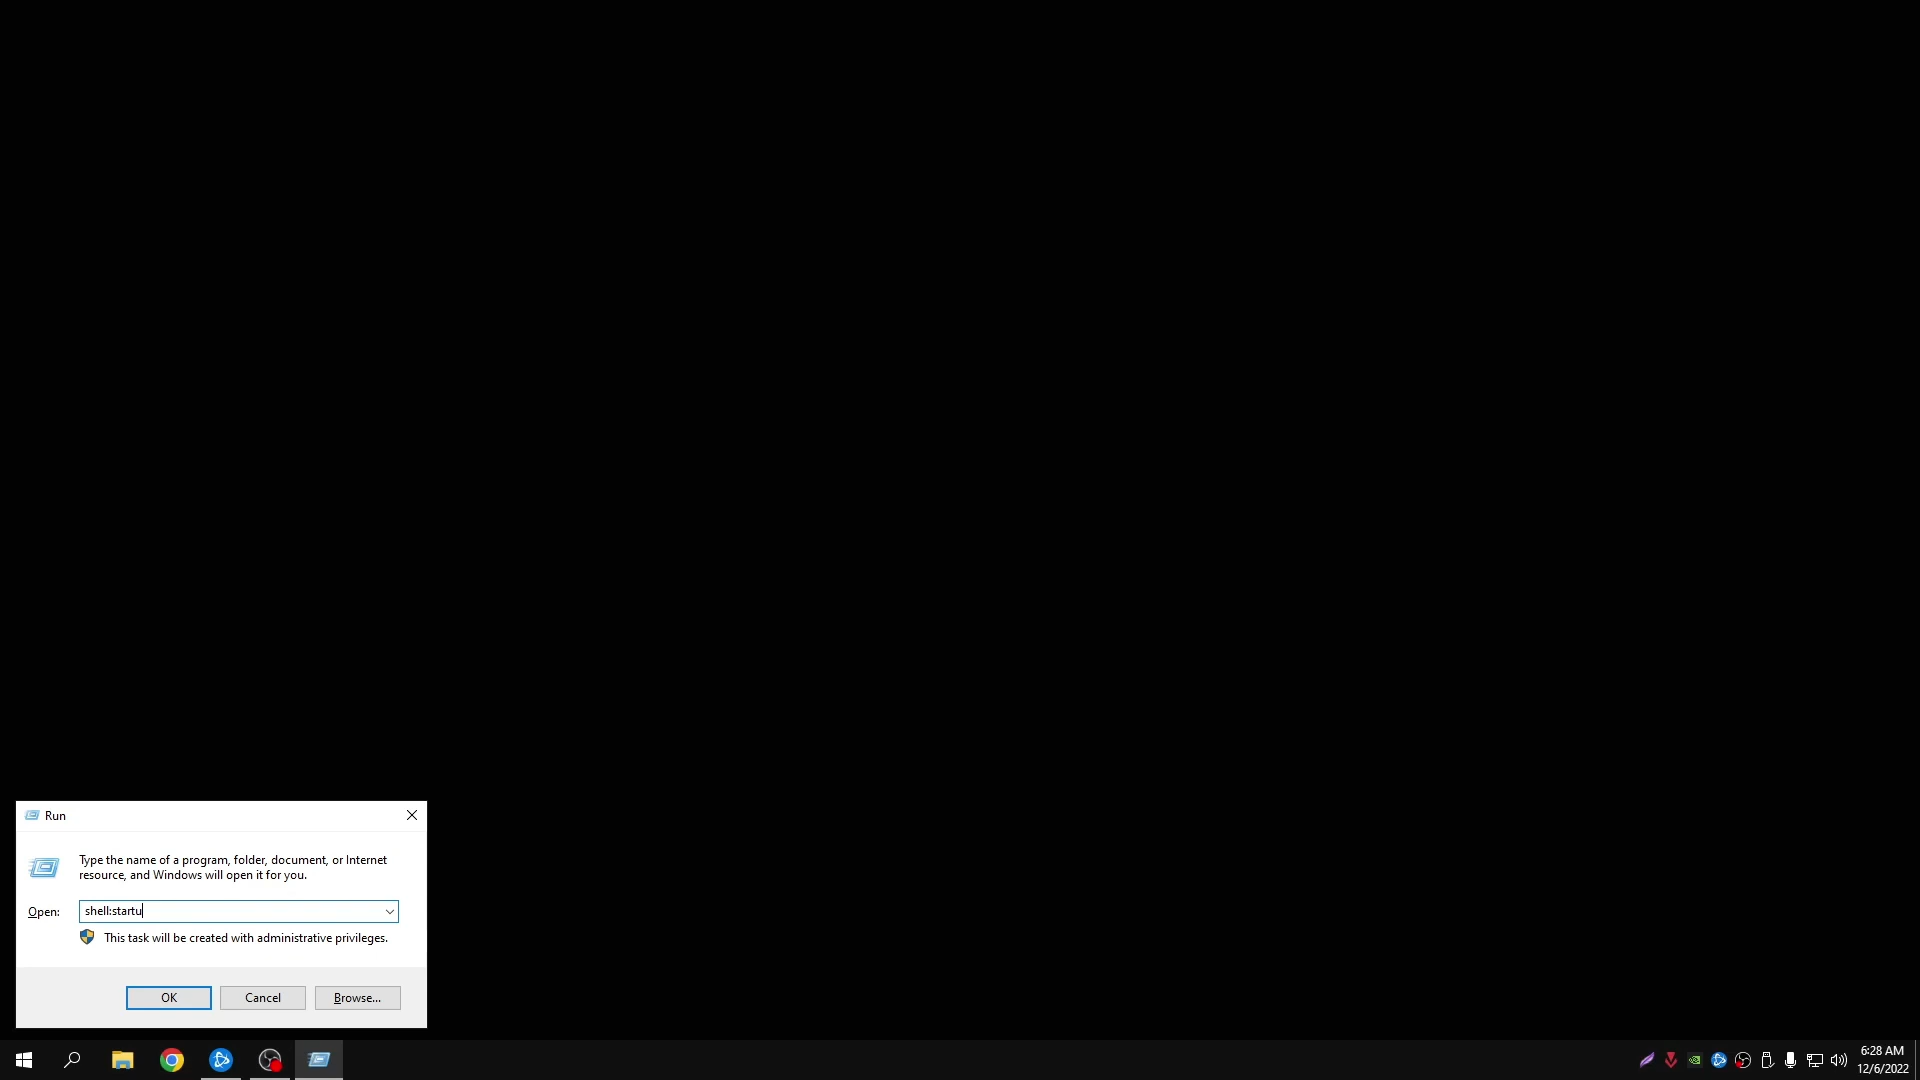 Run
Type the name of a program, folder, document, or Internet
resource, and Windows will open it for you.
Open: shell:startu
This task will be created with administrative privileges.
OK Cancel Browse...
6:28 AM
12/6/2022